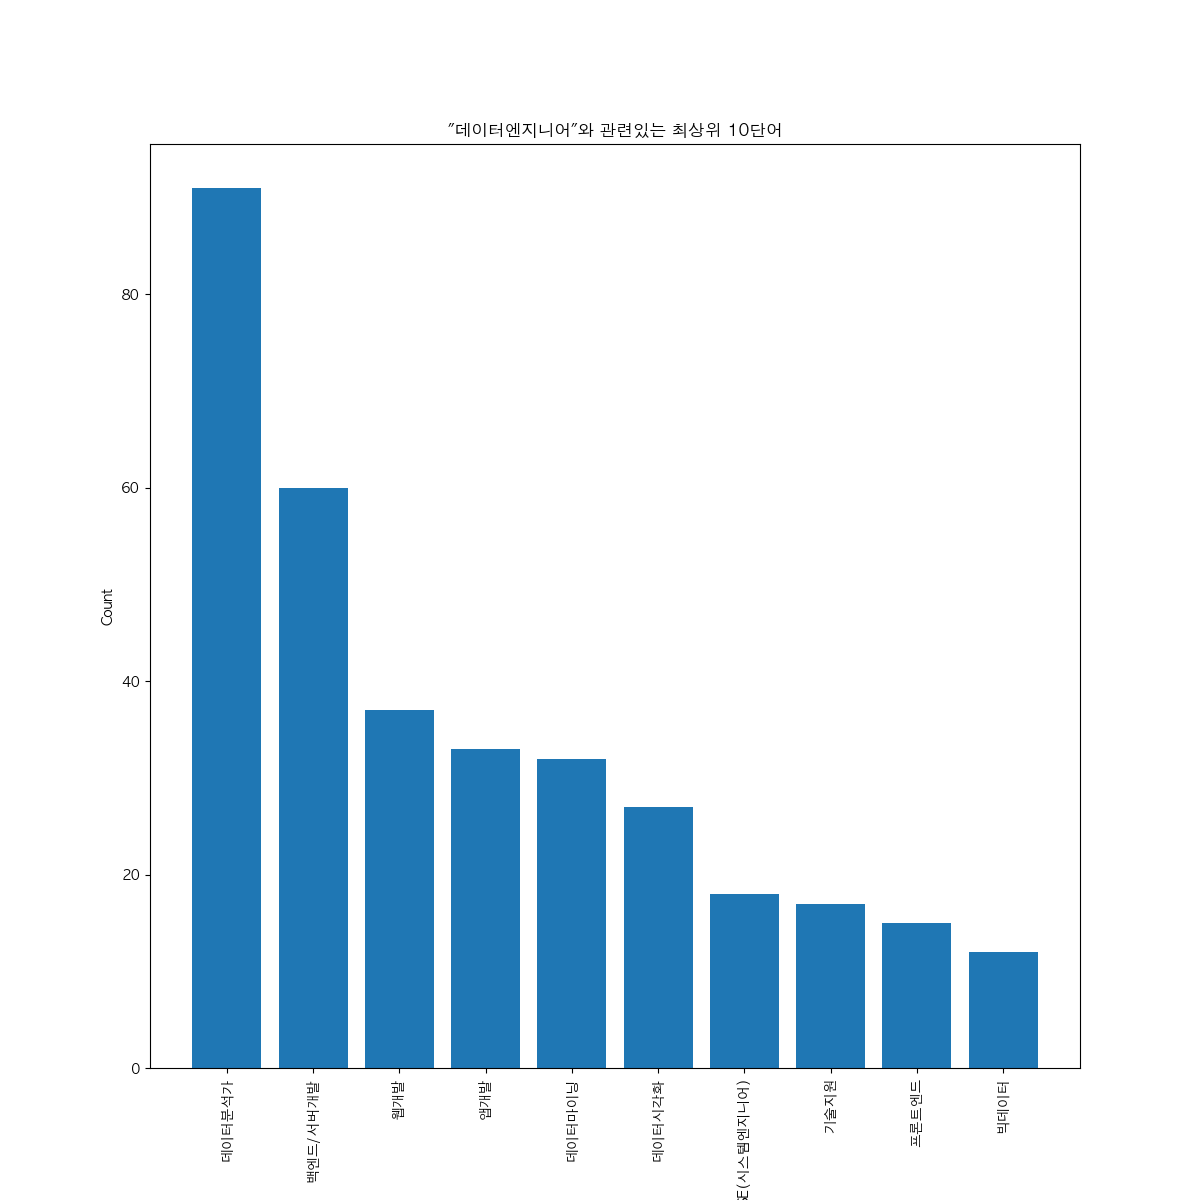 "데이터엔지니어"와 관련있는 최상위 10단어
Count
80
60
40
20
0
데이터분석가
백엔드/서버개발
웹개발
앱개발
데이터마이닝
데이터시각화
SE(시스템엔지니어)
기술지원
프론트엔드
빅데이터